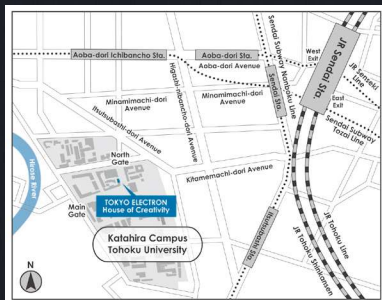 Aoba-dori Ichibancho Sta.
Aoba-dori Sta.
Aoba-dori Avenue
Sendai Subway Nanboku Line
West
Exit
JR Sendai Sta.
JR Senseki
Line
East
Exit
Sendai Subway
Tozai Line
Sendai Sta.
Minamimachi-dori
Avenue
Minamimachi-dori
Avenue
Higashi-nibancho-dori
Avenue
Itsutsubashi-dori Avenue
Kitamemachi-dori Avenue
North
Gate
Hirose River
TOKYO ELECTRON
House of Creativity
Main
Gate
Katahira Campus
Tohoku University
Itsutsubashi
Sta.
JR Tohoku Line
JR Tohoku Shinkansen
N